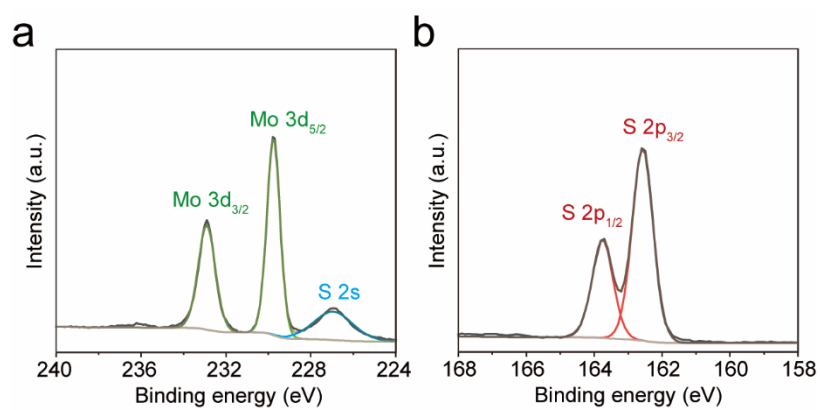 a
Intensity (a.u.)
Mo 3d3/2
Mo 3d5/2
S 2s
240 236 232 228 224
Binding energy (eV)
b
Intensity (a.u.)
S 2p1/2
S 2p3/2
168 166 164 162 160 158
Binding energy (eV)